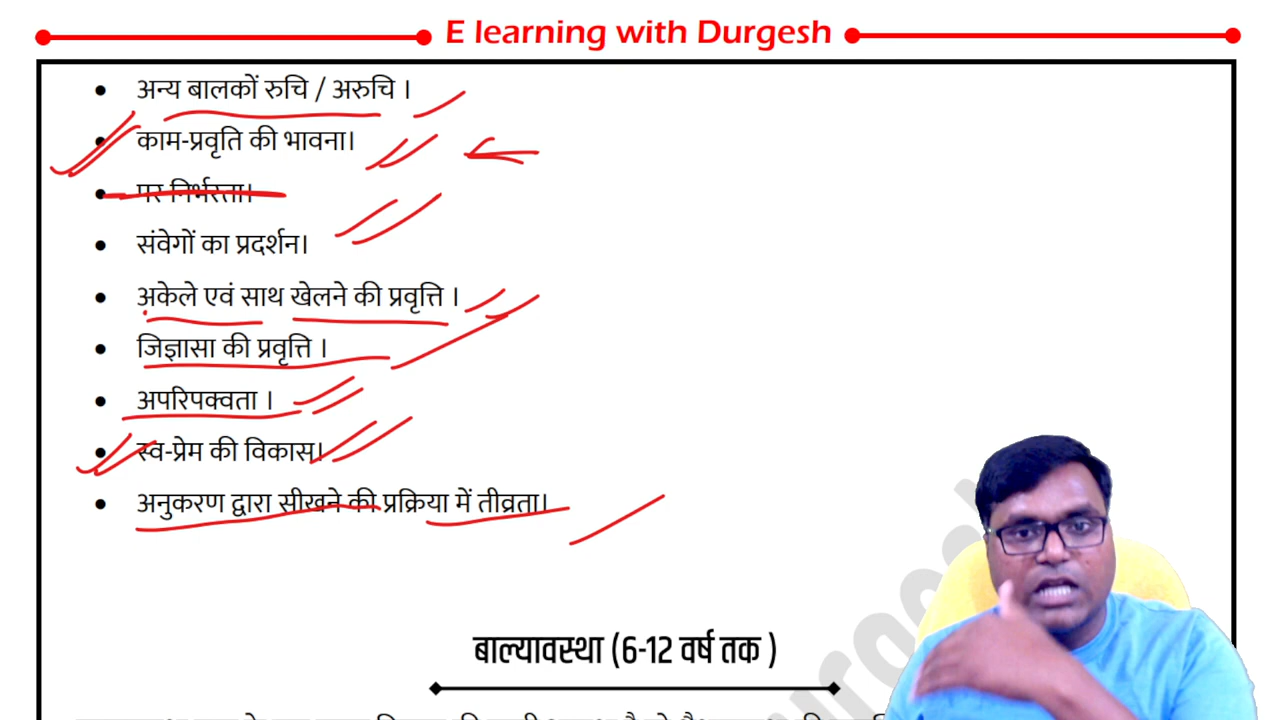 E learning with Durgesh
अन्य बालकों रुचि / अरुचि ।
काम-प्रवृति की भावना।
पर निर्भरता।
संवेगों का प्रदर्शन।
अकेले एवं साथ खेलने की प्रवृत्ति ।
जिज्ञासा की प्रवृत्ति ।
अपरिपक्वता ।
स्व-प्रेम की विकास।
अनुकरण द्वारा सीखने की प्रक्रिया में तीव्रता।
बाल्यावस्था (6-12 वर्ष तक )